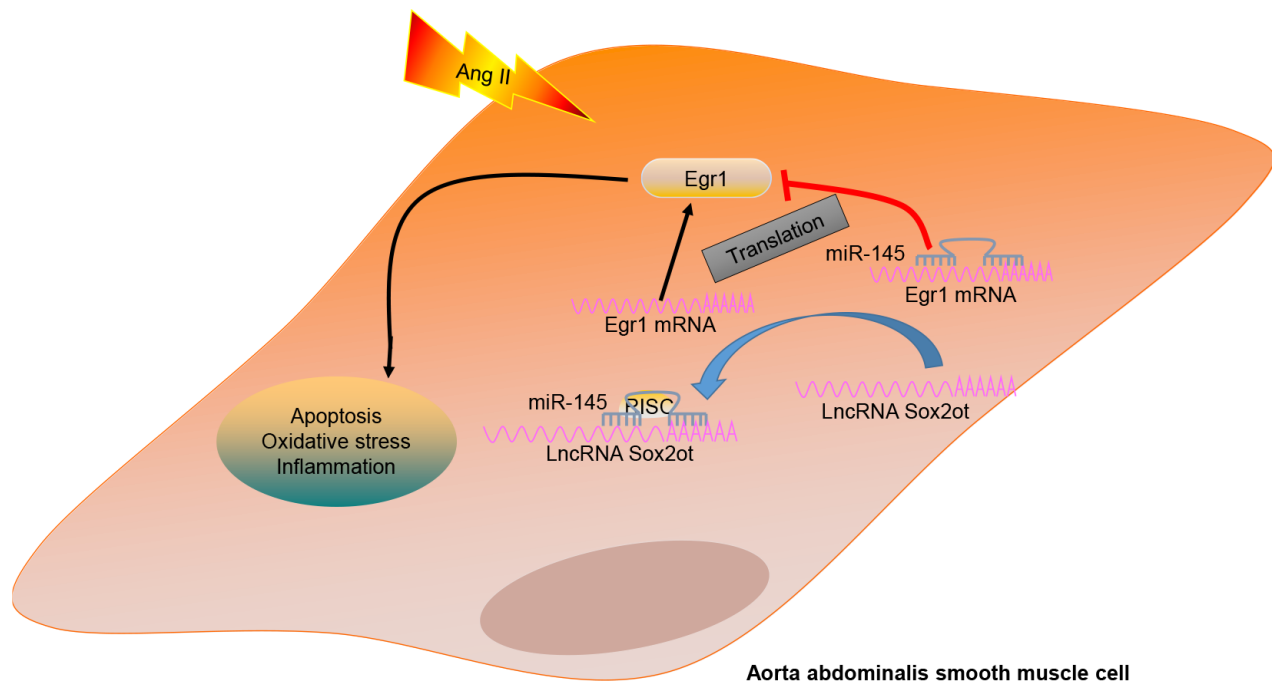 Ang II
Egr1
Translation
miR-145
Egr1 mRNA
Egr1 mRNA
miR-145
RISC
LncRNA Sox2ot
LncRNA Sox2ot
Apoptosis
Oxidative stress
Inflammation
Aorta abdominalis smooth muscle cell